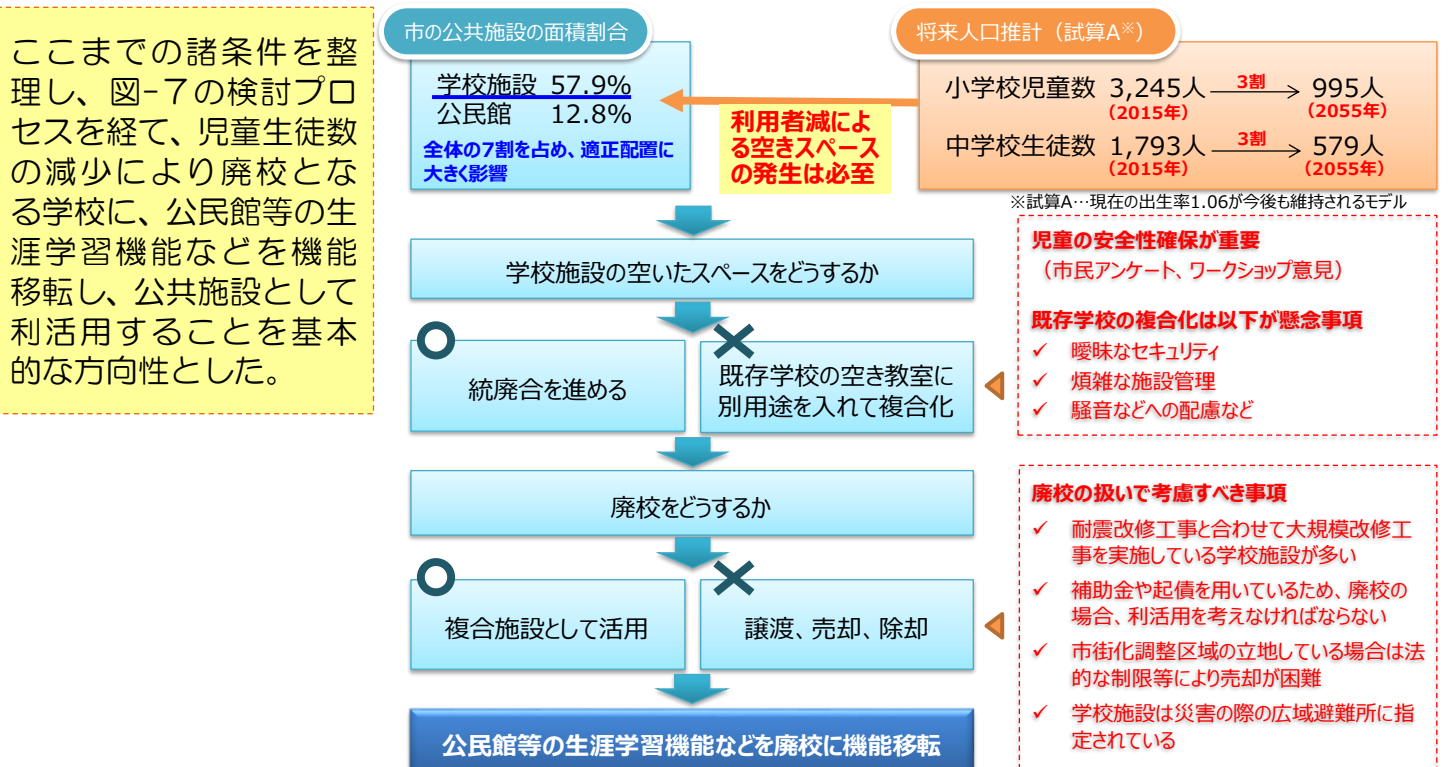 ここまでの諸条件を整
理し、図-7の検討プロ
セスを経て、児童生徒数
の減少により廃校とな
る学校に、公民館等の生
涯学習機能などを機能
移転し、公共施設として
利活用することを基本
的な方向性とした。
市の公共施設の面積割合
学校施設 57.9%
公民館 12.8%
全体の7割を占め、適正配置に
大きく影響
利用者減によ
る空きスペース
の発生は必至
将来人口推計（試算A※）
小学校児童数 3,245人 3割 995人
(2015年) (2055年)
中学校生徒数 1,793人 3割 579人
(2015年) (2055年)
※試算A…現在の出生率1.06が今後も維持されるモデル
学校施設の空いたスペースをどうするか
統廃合を進める
既存学校の空き教室に
別用途を入れて複合化
児童の安全性確保が重要
（市民アンケート、ワークショップ意見）
既存学校の複合化は以下が懸念事項
✓ 曖昧なセキュリティ
✓ 煩雑な施設管理
✓ 騒音などへの配慮など
廃校をどうするか
複合施設として活用
譲渡、売却、除却
廃校の扱いで考慮すべき事項
✓ 耐震改修工事と合わせて大規模改修工
事を実施している学校施設が多い
✓ 補助金や起債を用いているため、廃校の
場合、利活用を考えなければならない
✓ 市街化調整区域の立地している場合は法
的な制限等により売却が困難
✓ 学校施設は災害の際の広域避難所に指
定されている
公民館等の生涯学習機能などを廃校に機能移転